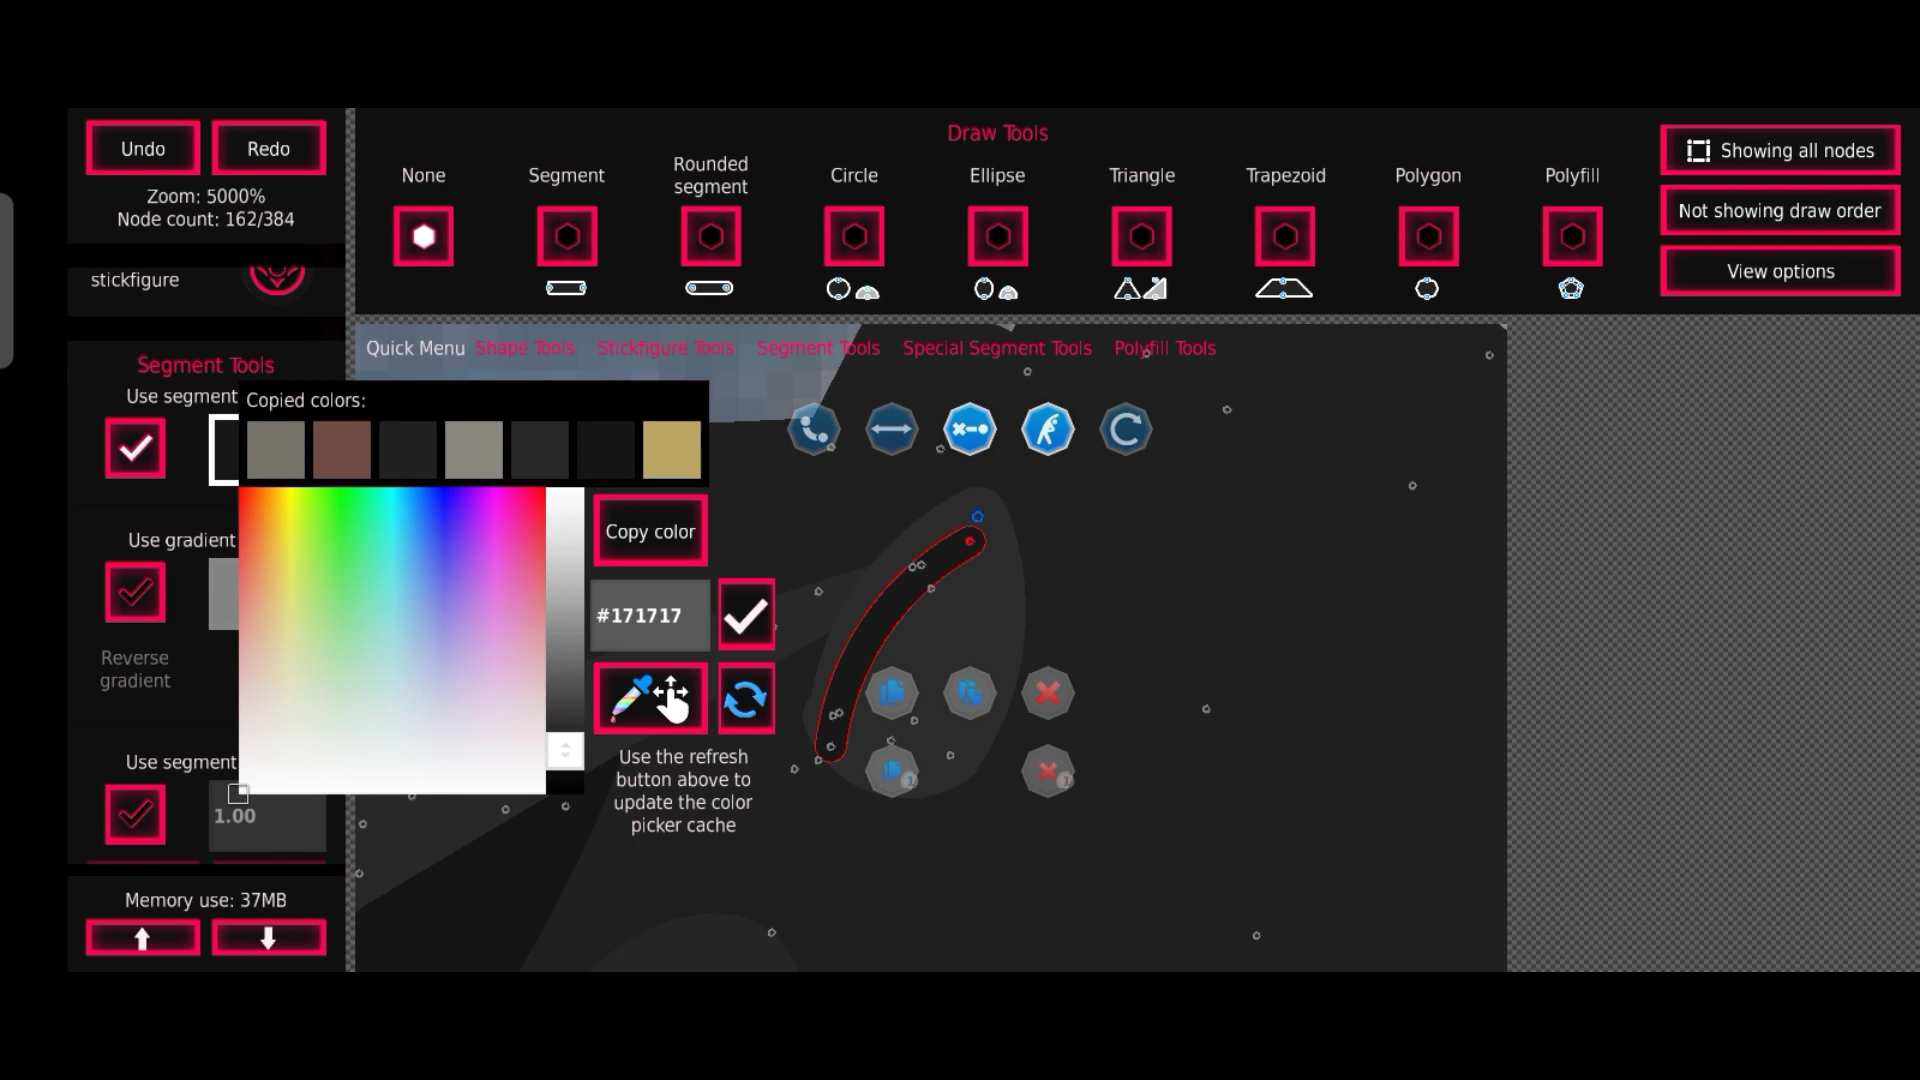 Undo
Redo
Zoom: 5000%
Node count: 162/384
stickfigure
Draw Tools
None
Segment
Rounded
segment
Circle
Ellipse
Triangle
Trapezoid
Polygon
Polyfill
Showing all nodes
Not showing draw order
View options
Quick Menu
Shape Tools
Stickfigure Tools
Segment Tools
Special Segment Tools
Polyfill Tools
Segment Tools
Use segment
Copied colors:
Use gradient
Reverse
gradient
Use segment
1.00
Copy color
#171717
Use the refresh
button above to
update the color
picker cache
1
1
Memory use: 37MB